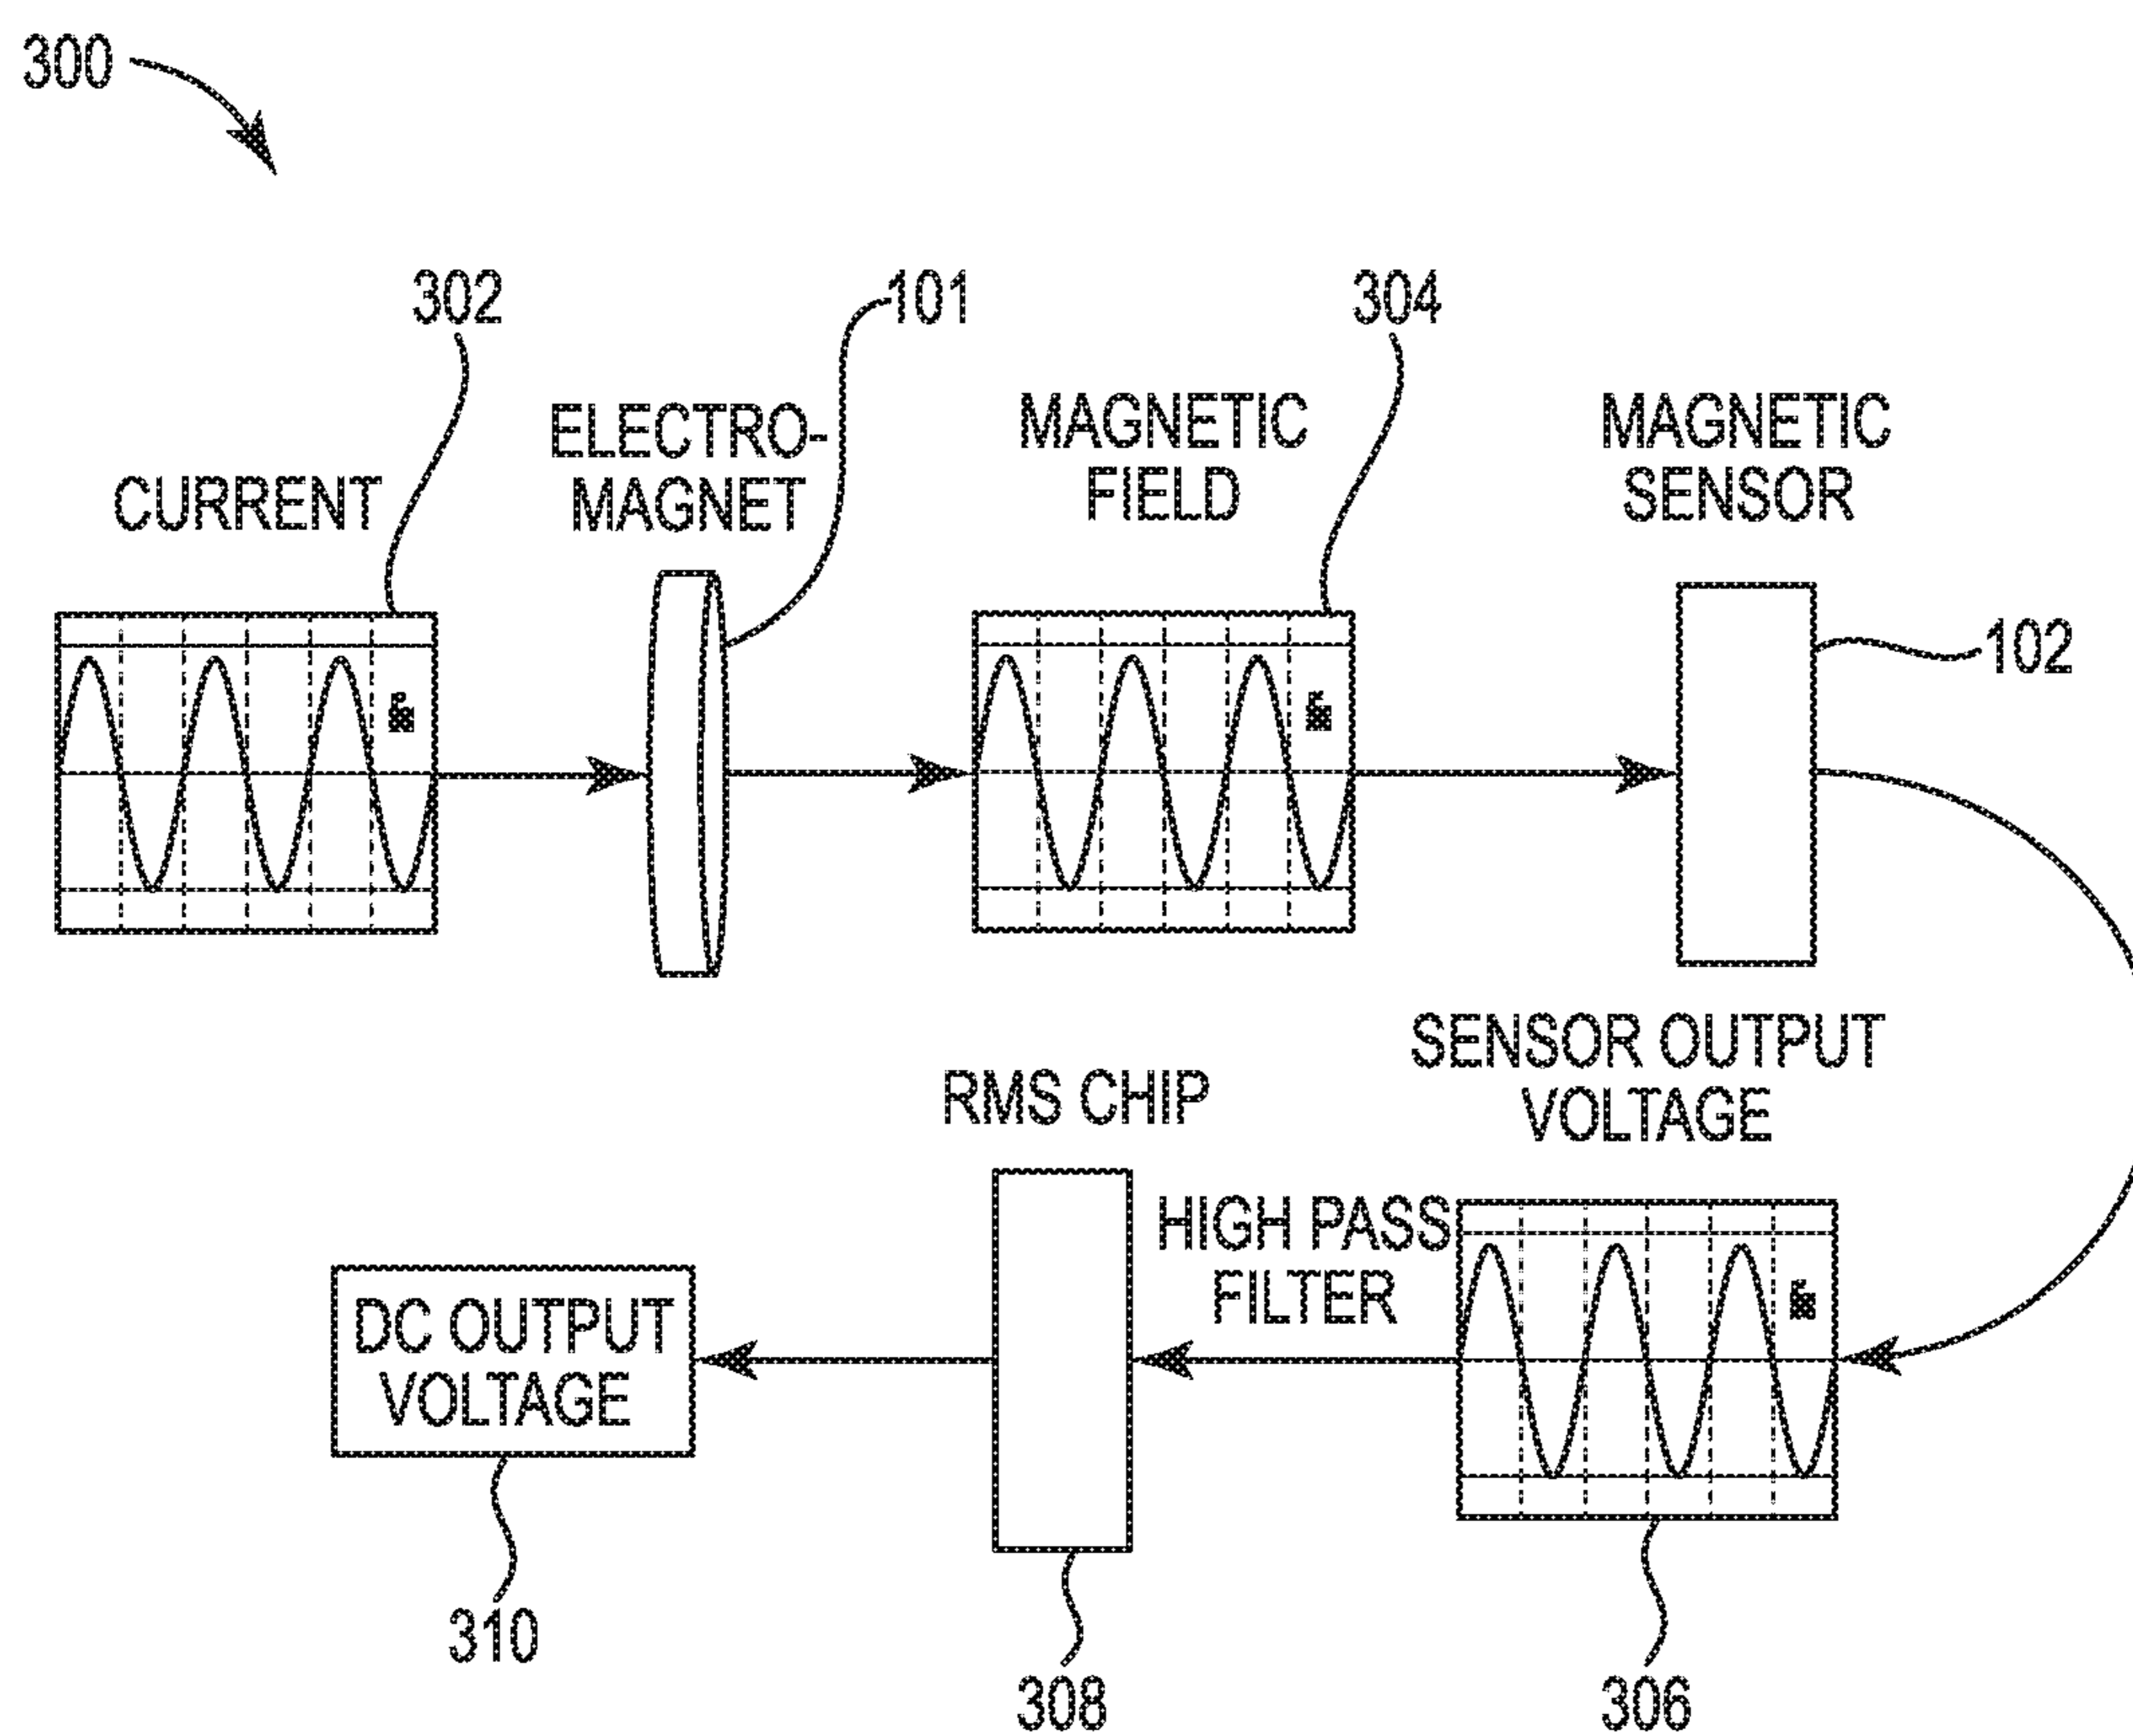 300
302
101
304
CURRENT
ELECTRO-
MAGNET
MAGNETIC
FIELD
MAGNETIC
SENSOR
102
SENSOR OUTPUT
VOLTAGE
RMS CHIP
HIGH PASS
FILTER
DC OUTPUT
VOLTAGE
310
308
306